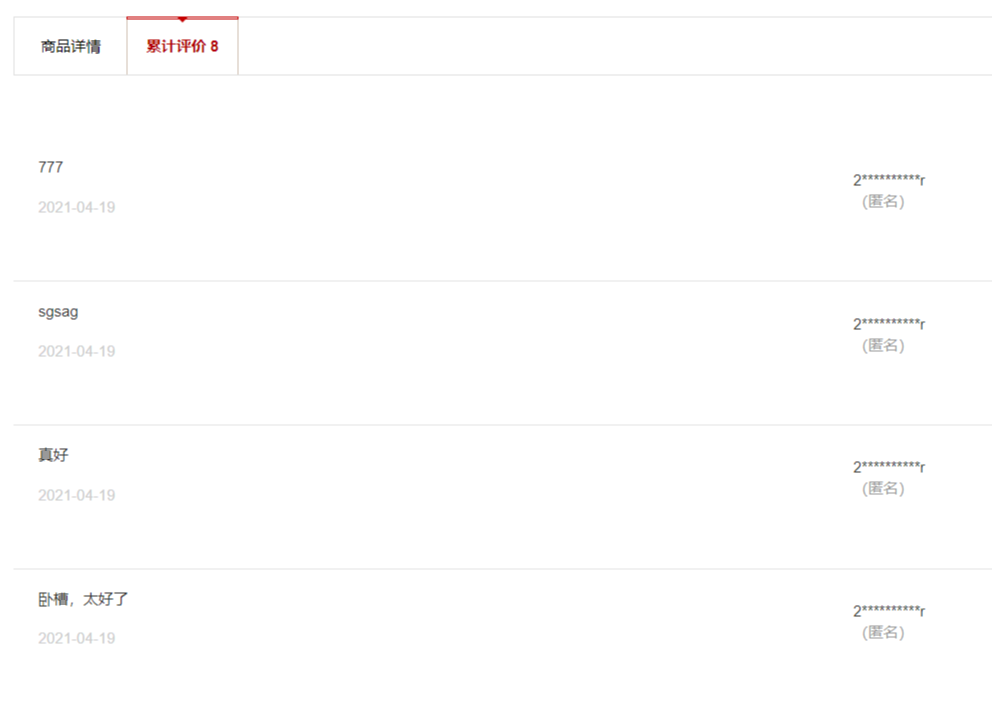 商品详情 累计评价 8
777
2**********r
2021-04-19
(匿名)
sgsag
2**********r
2021-04-19
(匿名)
真好
2**********r
2021-04-19
(匿名)
卧槽，太好了
2**********r
2021-04-19
(匿名)